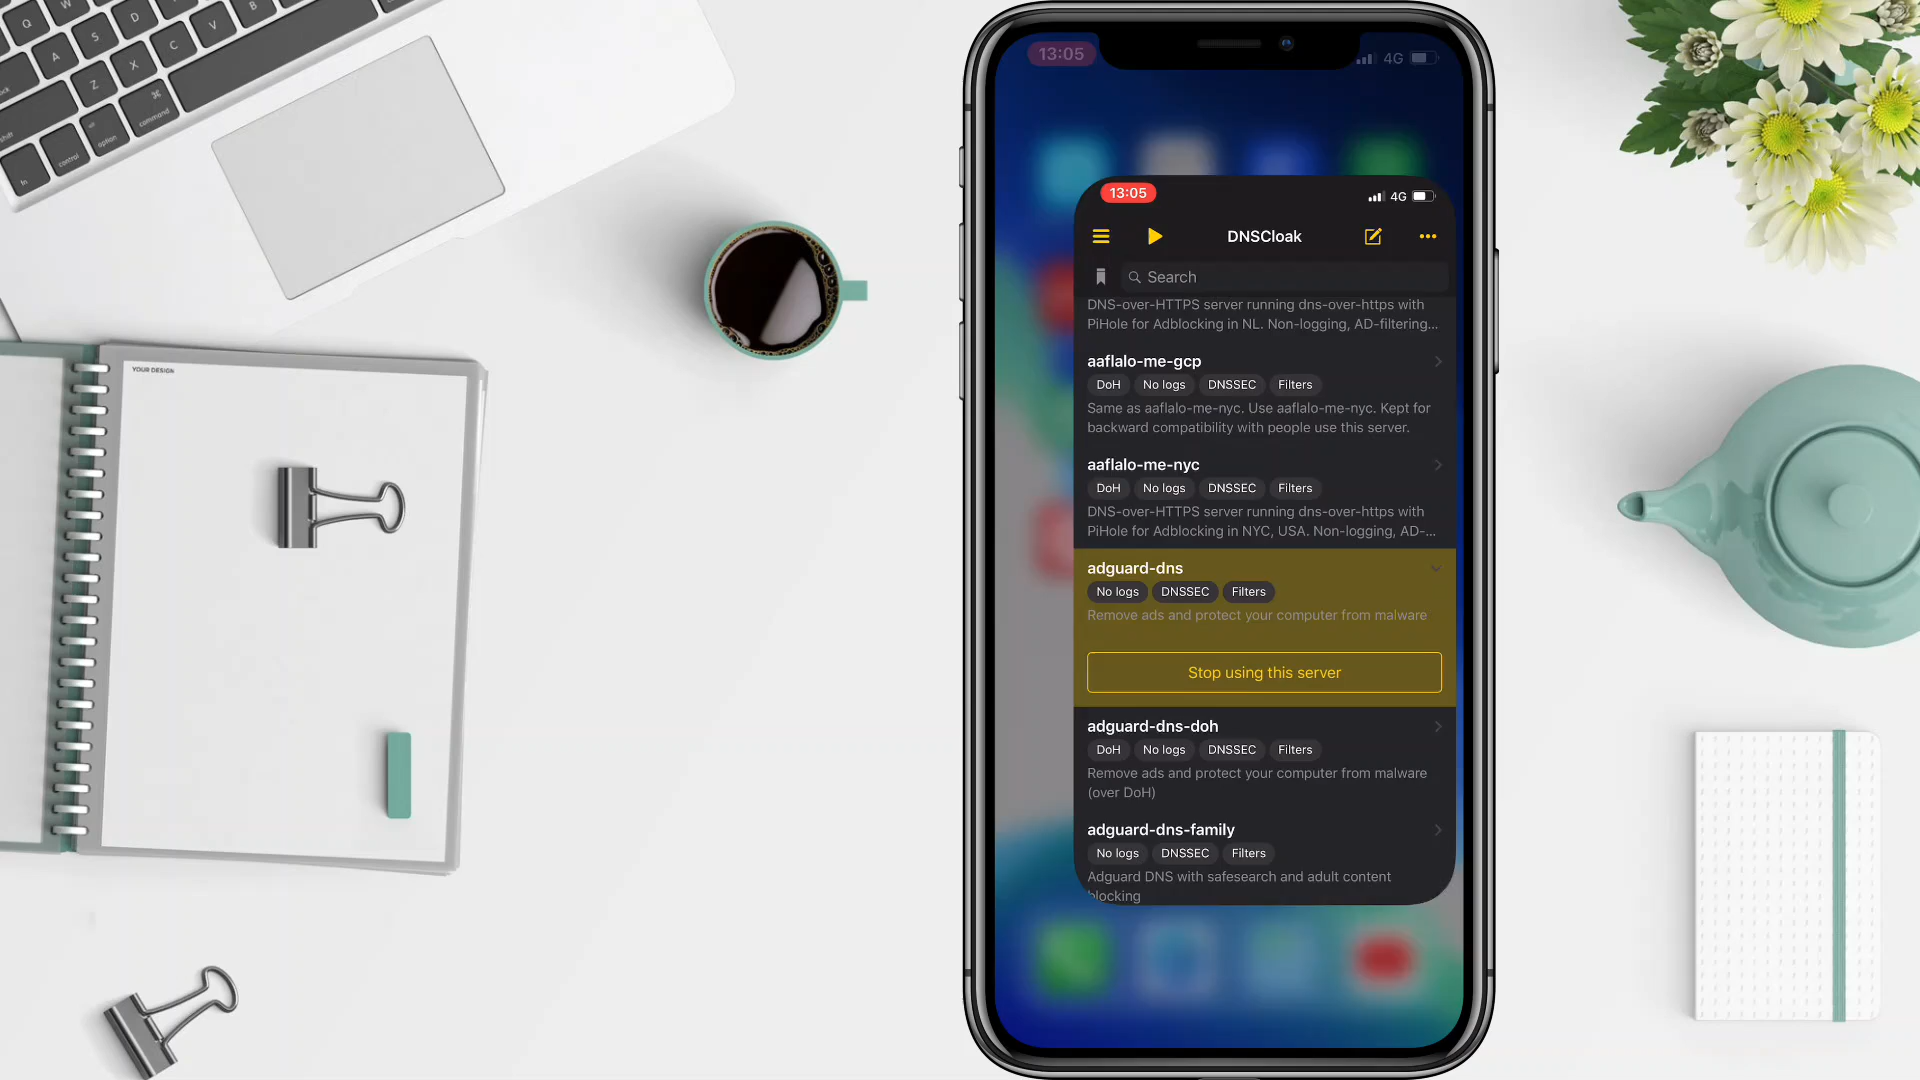 Q
W
A
S
D
Z
X
C
V
B
fn
control
option
command
YOUR DESIGN
13:05
4G
13:05
4G
DNSCloak
Search
DNS-over-HTTPS server running dns-over-https with
PiHole for Adblocking in NL. Non-logging, AD-filtering...
aaflalo-me-gcp
DoH No logs DNSSEC Filters
Same as aaflalo-me-nyc. Use aaflalo-me-nyc. Kept for
backward compatibility with people use this server.
aaflalo-me-nyc
DoH No logs DNSSEC Filters
DNS-over-HTTPS server running dns-over-https with
PiHole for Adblocking in NYC, USA. Non-logging, AD-...
adguard-dns
No logs DNSSEC Filters
Remove ads and protect your computer from malware
Stop using this server
adguard-dns-doh
DoH No logs DNSSEC Filters
Remove ads and protect your computer from malware
(over DoH)
adguard-dns-family
No logs DNSSEC Filters
Adguard DNS with safesearch and adult content
blocking